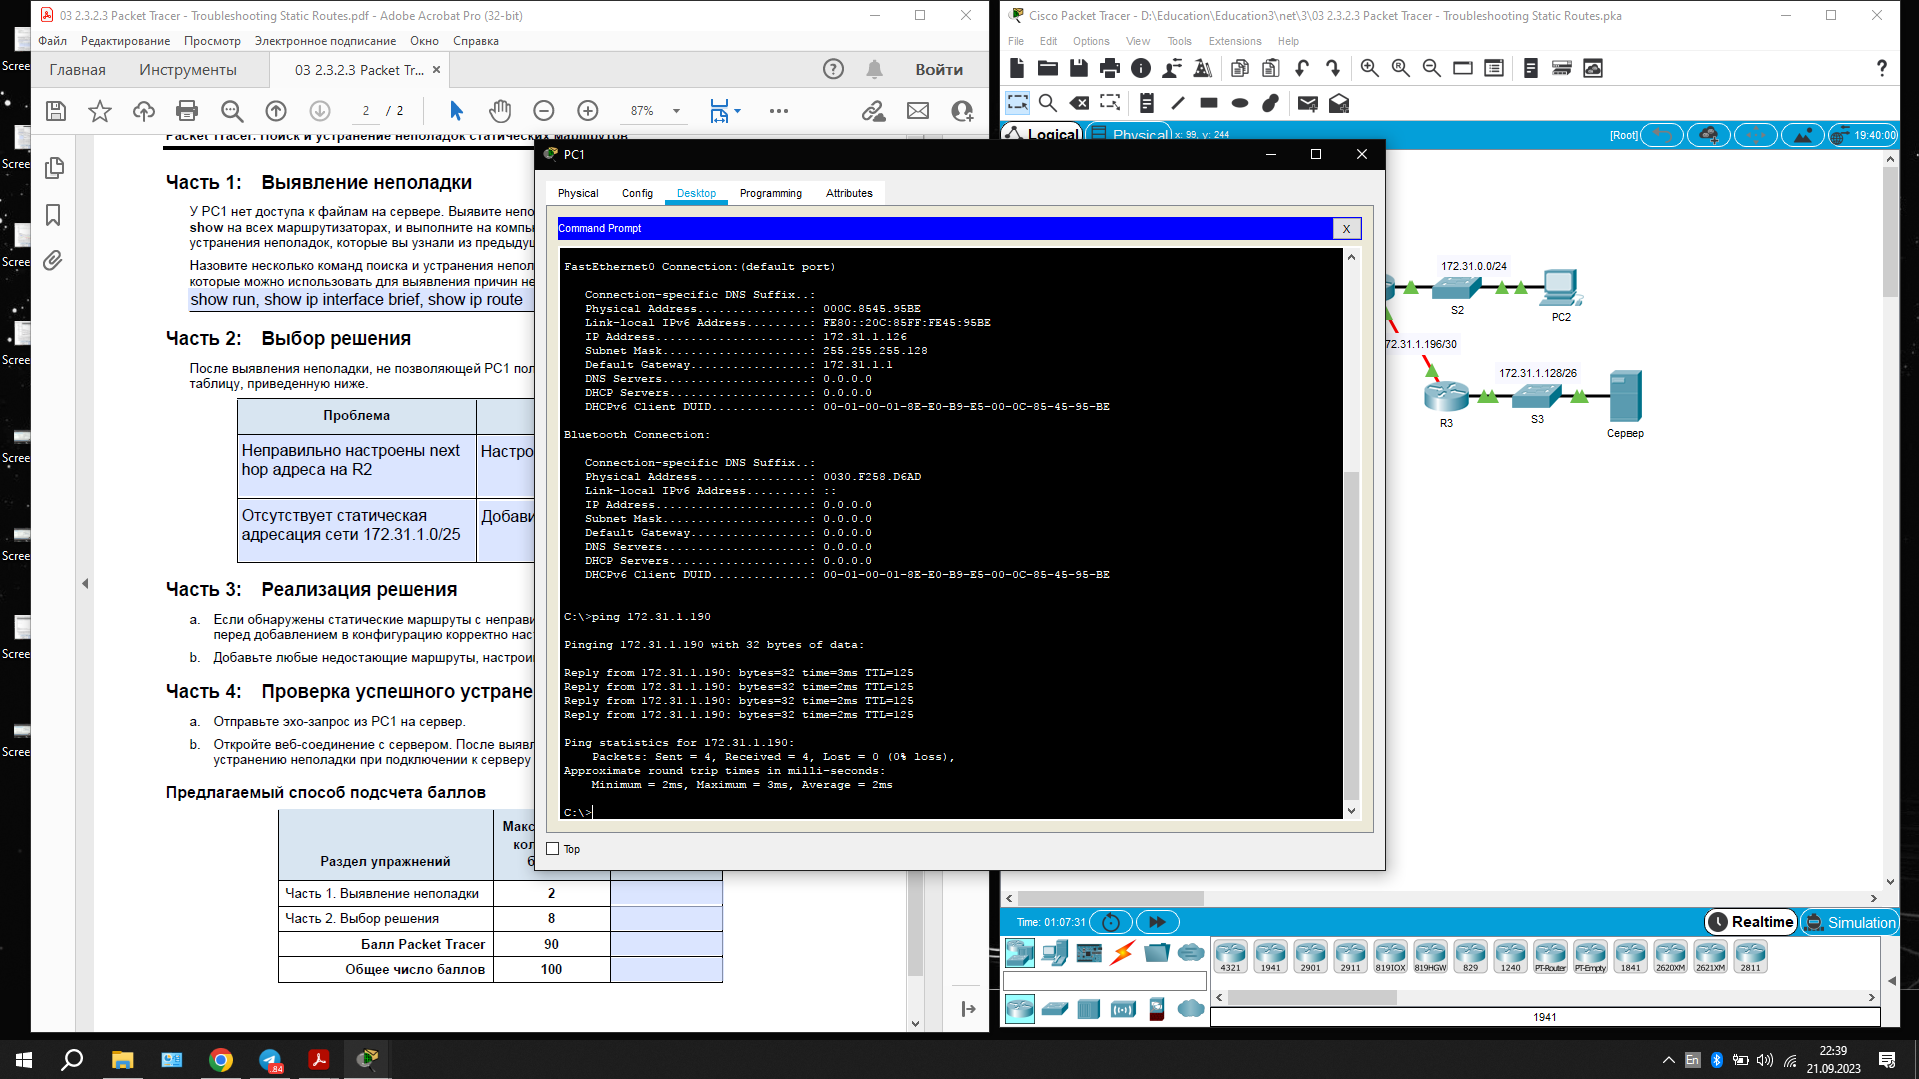 03 2.3.2.3 Packet Tracer - Troubleshooting Static Routes.pdf - Adobe Acrobat Pro (32-bit)
Файл Редактирование Просмотр Электронное подписание Окно Справка
Главная Инструменты 03 2.3.2.3 Packet Tr... × Войти
2 / 2 87%
Packet Tracer. Поиск и устранение неполадок статических маршрутов
Часть 1: Выявление неполадки
У PC1 нет доступа к файлам на сервере. Выявите непо
show на всех маршрутизаторах, и выполните на компь
устранения неполадок, которые вы узнали из предыдущ
Назовите несколько команд поиска и устранения непол
которые можно использовать для выявления причин не
show run, show ip interface brief, show ip route
Часть 2: Выбор решения
После выявления неполадки, не позволяющей PC1 пол
таблицу, приведенную ниже.
Проблема
Неправильно настроены next
hop адреса на R2
Настро
Отсутствует статическая
адресация сети 172.31.1.0/25
Добави
Часть 3: Реализация решения
a. Если обнаружены статические маршруты с неправи
перед добавлением в конфигурацию корректно нас
b. Добавьте любые недостающие маршруты, настрои
Часть 4: Проверка успешного устране
a. Отправьте эхо-запрос из PC1 на сервер.
b. Откройте веб-соединение с сервером. После выявл
устранению неполадки при подключении к серверу
Предлагаемый способ подсчета баллов
Раздел упражнений
Макс
кол
б
Часть 1. Выявление неполадки 2
Часть 2. Выбор решения 8
Балл Packet Tracer 90
Общее число баллов 100
PC1
Physical Config Desktop Programming Attributes
Command Prompt X
FastEthernet0 Connection:(default port)
Connection-specific DNS Suffix..:
Physical Address................: 000C.8545.95BE
Link-local IPv6 Address.........: FE80::20C:85FF:FE45:95BE
IP Address......................: 172.31.1.126
Subnet Mask.....................: 255.255.255.128
Default Gateway.................: 172.31.1.1
DNS Servers.....................: 0.0.0.0
DHCP Servers....................: 0.0.0.0
DHCPv6 Client DUID..............: 00-01-00-01-8E-E0-B9-E5-00-0C-85-45-95-BE
Bluetooth Connection:
Connection-specific DNS Suffix..:
Physical Address................: 0030.F258.D6AD
Link-local IPv6 Address.........: ::
IP Address......................: 0.0.0.0
Subnet Mask.....................: 0.0.0.0
Default Gateway.................: 0.0.0.0
DNS Servers.....................: 0.0.0.0
DHCP Servers....................: 0.0.0.0
DHCPv6 Client DUID..............: 00-01-00-01-8E-E0-B9-E5-00-0C-85-45-95-BE
C:\>ping 172.31.1.190
Pinging 172.31.1.190 with 32 bytes of data:
Reply from 172.31.1.190: bytes=32 time=3ms TTL=125
Reply from 172.31.1.190: bytes=32 time=2ms TTL=125
Reply from 172.31.1.190: bytes=32 time=2ms TTL=125
Reply from 172.31.1.190: bytes=32 time=2ms TTL=125
Ping statistics for 172.31.1.190:
Packets: Sent = 4, Received = 4, Lost = 0 (0% loss),
Approximate round trip times in milli-seconds:
Minimum = 2ms, Maximum = 3ms, Average = 2ms
C:\>
Top
Cisco Packet Tracer - D:\Education\Education3\net\3\03 2.3.2.3 Packet Tracer - Troubleshooting Static Routes.pka
File Edit Options View Tools Extensions Help
Logical Physical x: 99, y: 244 [Root] 19:40:00
172.31.0.0/24
S2
PC2
72.31.1.196/30
172.31.1.128/26
R3
S3
Сервер
Time: 01:07:31 Realtime Simulation
4321 1941 2901 2911 819IOX 819HGW 829 1240 PT-Router PT-Empty 1841 2620XM 2621XM 2811
1941
Scree
Scree
Scree
Scree
Scree
Scree
Scree
Scree
84
En
22:39
21.09.2023